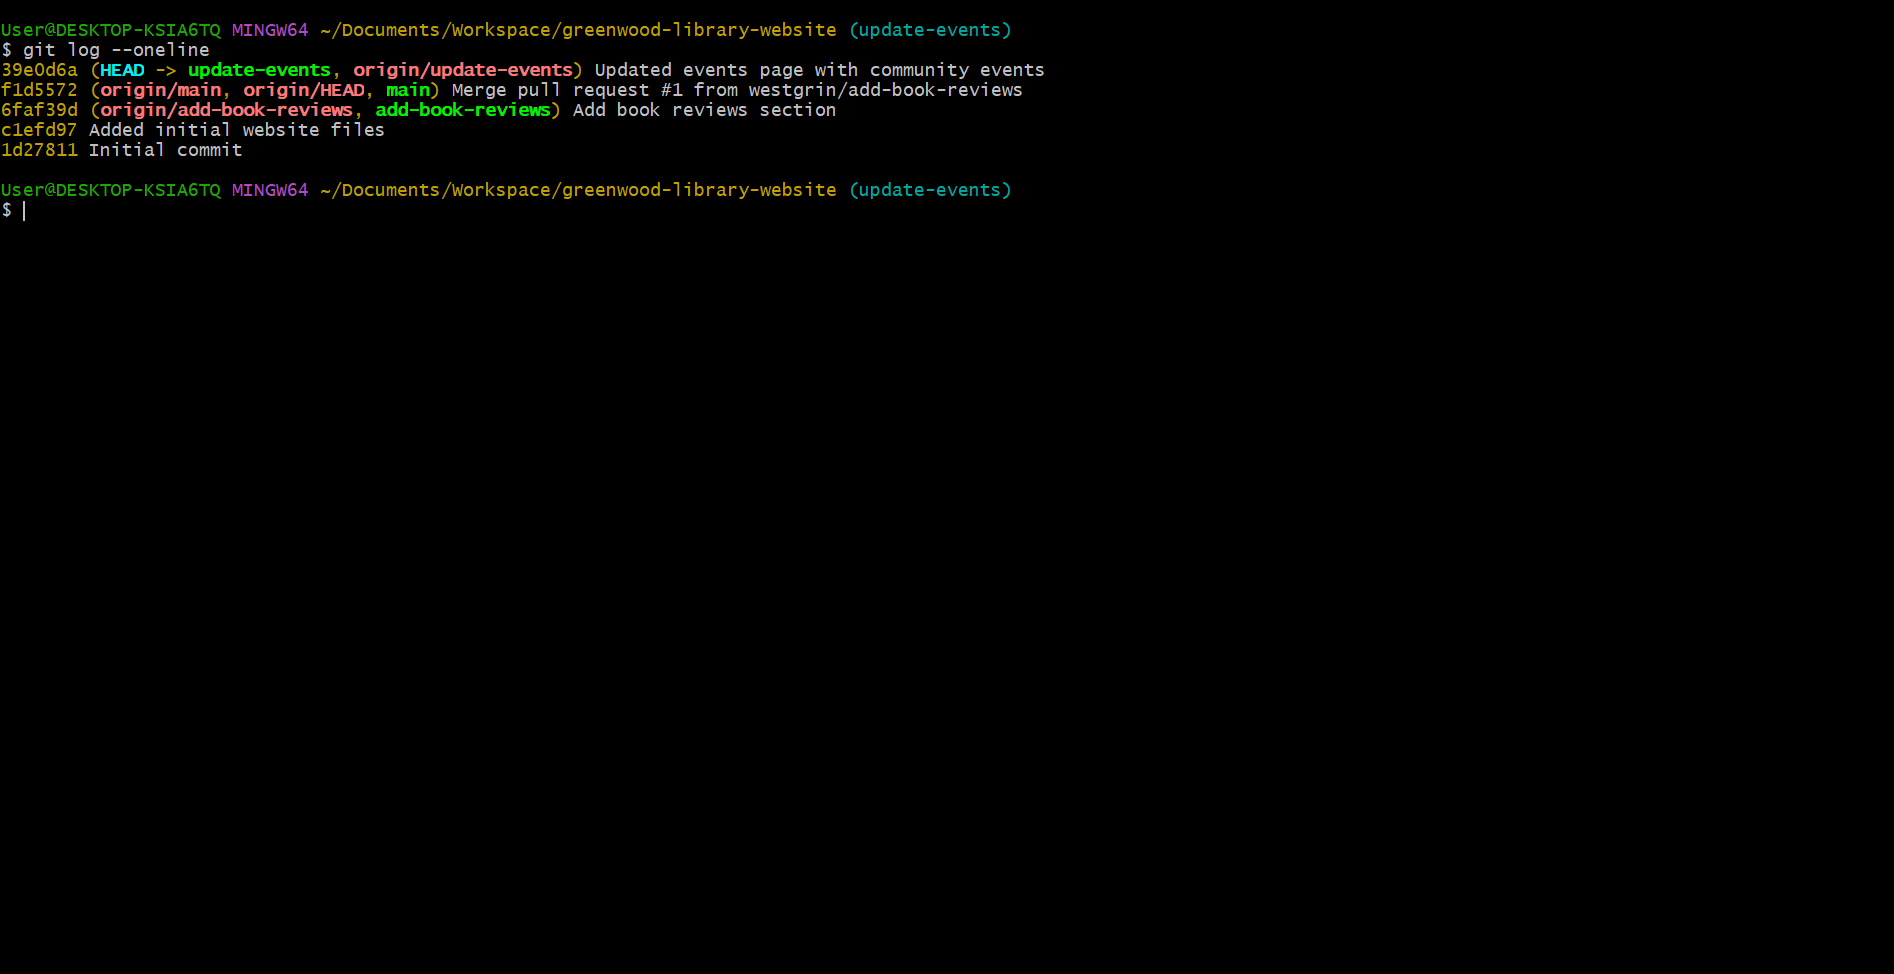 User@DESKTOP-KSIA6TQ MINGW64 ~/Documents/Workspace/greenwood-library-website (update-events)
$ git log --oneline
39e0d6a (HEAD -> update-events, origin/update-events) Updated events page with community events
f1d5572 (origin/main, origin/HEAD, main) Merge pull request #1 from westgrin/add-book-reviews
6faf39d (origin/add-book-reviews, add-book-reviews) Add book reviews section
c1efd97 Added initial website files
1d27811 Initial commit
User@DESKTOP-KSIA6TQ MINGW64 ~/Documents/Workspace/greenwood-library-website (update-events)
$